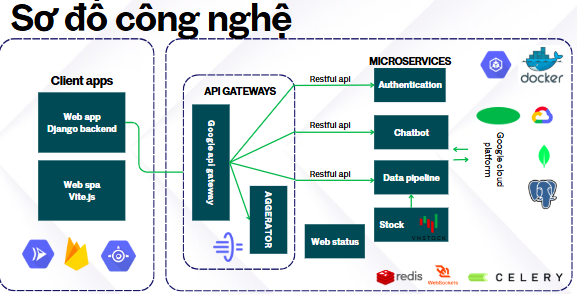 Sơ đồ công nghệ
Client apps
Web app
Django backend
Web spa
Vite.js
API GATEWAYS
Google api
gateway
AGGERATOR
Restful api
Restful api
Restful api
MICROSERVICES
Authentication
Chatbot
Data pipeline
Stock
VNSTOCK
Web status
docker
Google cloud
platform
redis
WebSockets
CELERY